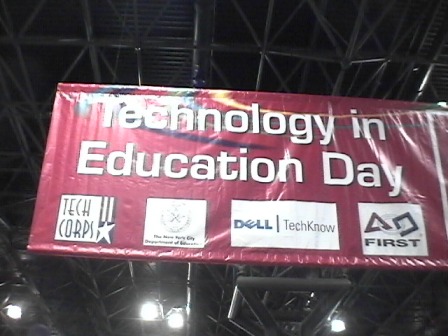 Technology in
Education Day
TECH
CORPS
The New York City
Department of Education
DELL | TechKnow
FIRST